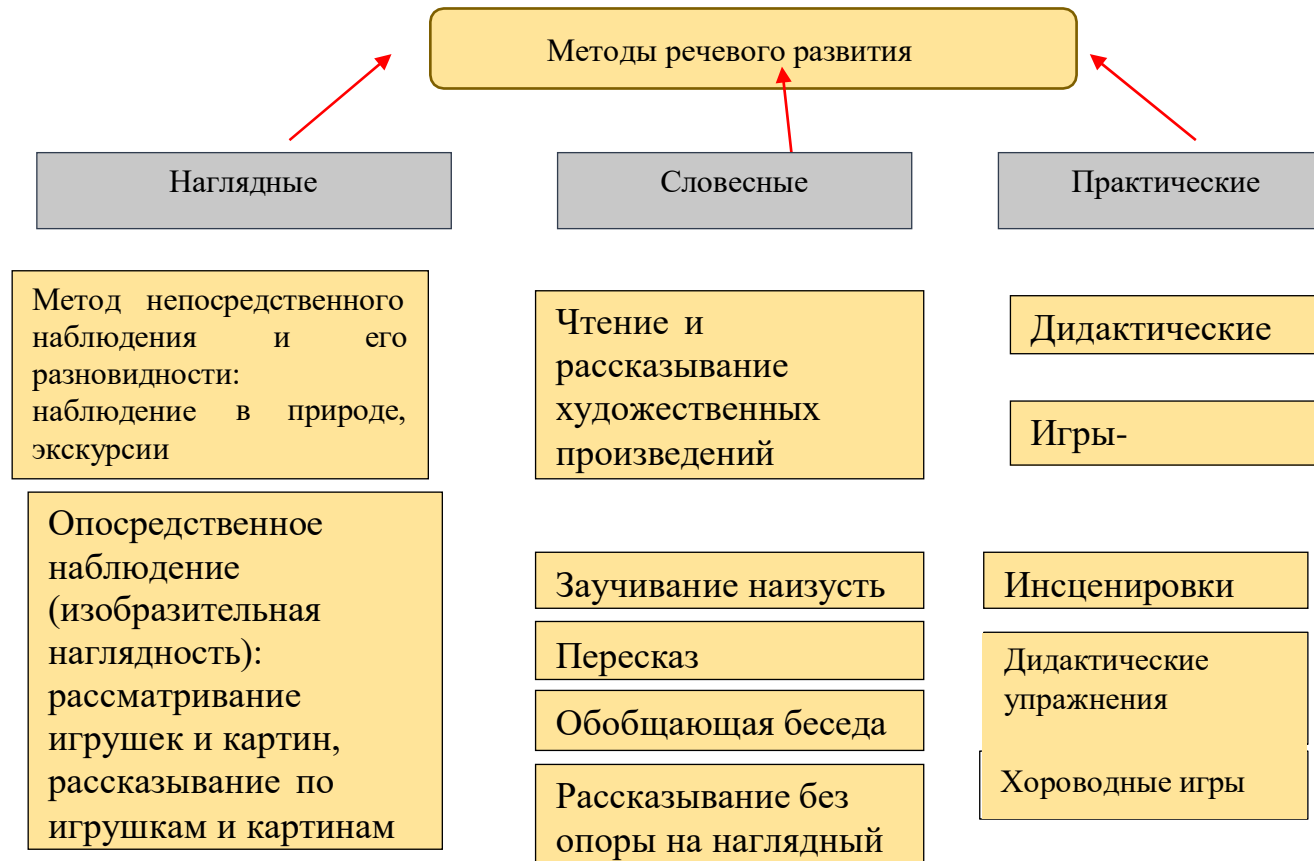 Методы речевого развития
Наглядные
Словесные
Практические
Метод непосредственного
наблюдения и его
разновидности:
наблюдение в природе,
экскурсии
Опосредственное
наблюдение
(изобразительная
наглядность):
рассматривание
игрушек и картин,
рассказывание по
игрушкам и картинам
Чтение и
рассказывание
художественных
произведений
Заучивание наизусть
Пересказ
Обобщающая беседа
Рассказывание без
опоры на наглядный
Дидактические
Игры-
Инсценировки
Дидактические
упражнения
Хороводные игры